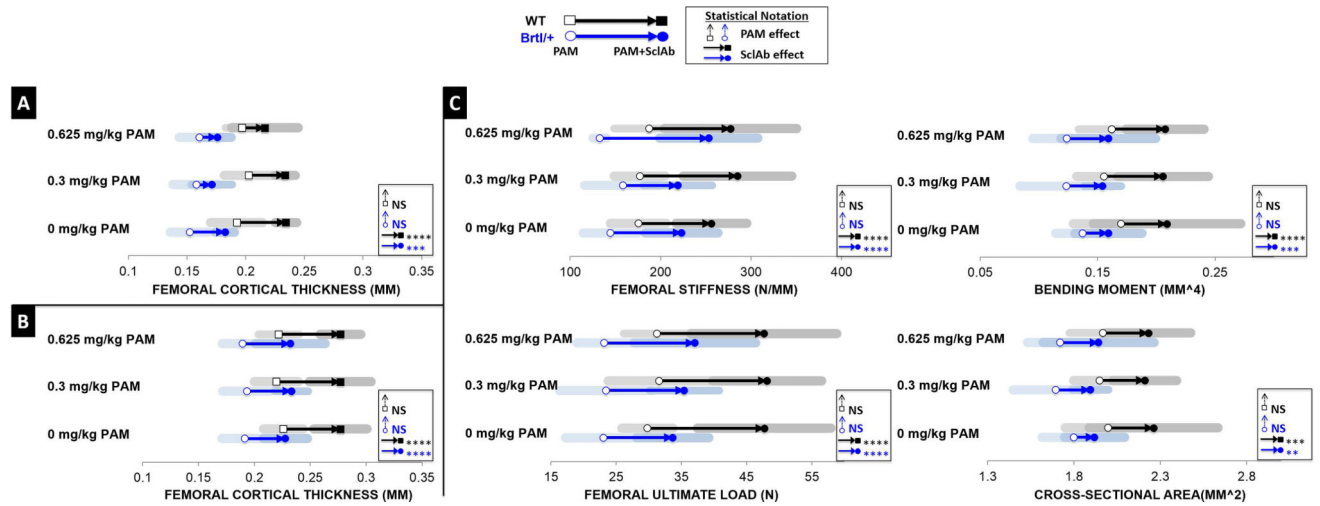 WT
Brtl/+
PAM
PAM+SclAb
Statistical Notation
PAM effect
SclAb effect
A
0.625 mg/kg PAM
0.3 mg/kg PAM
0 mg/kg PAM
NS
NS
****
***
0.1 0.15 0.2 0.25 0.3 0.35
FEMORAL CORTICAL THICKNESS (MM)
B
0.625 mg/kg PAM
0.3 mg/kg PAM
0 mg/kg PAM
NS
NS
****
****
0.1 0.15 0.2 0.25 0.3 0.35
FEMORAL CORTICAL THICKNESS (MM)
C
0.625 mg/kg PAM
0.3 mg/kg PAM
0 mg/kg PAM
NS
NS
****
****
100 200 300 400
FEMORAL STIFFNESS (N/MM)
0.625 mg/kg PAM
0.3 mg/kg PAM
0 mg/kg PAM
NS
NS
****
***
0.05 0.15 0.25
BENDING MOMENT (MM^4)
0.625 mg/kg PAM
0.3 mg/kg PAM
0 mg/kg PAM
NS
NS
****
****
15 25 35 45 55
FEMORAL ULTIMATE LOAD (N)
0.625 mg/kg PAM
0.3 mg/kg PAM
0 mg/kg PAM
NS
NS
***
**
1.3 1.8 2.3 2.8
CROSS-SECTIONAL AREA(MM^2)